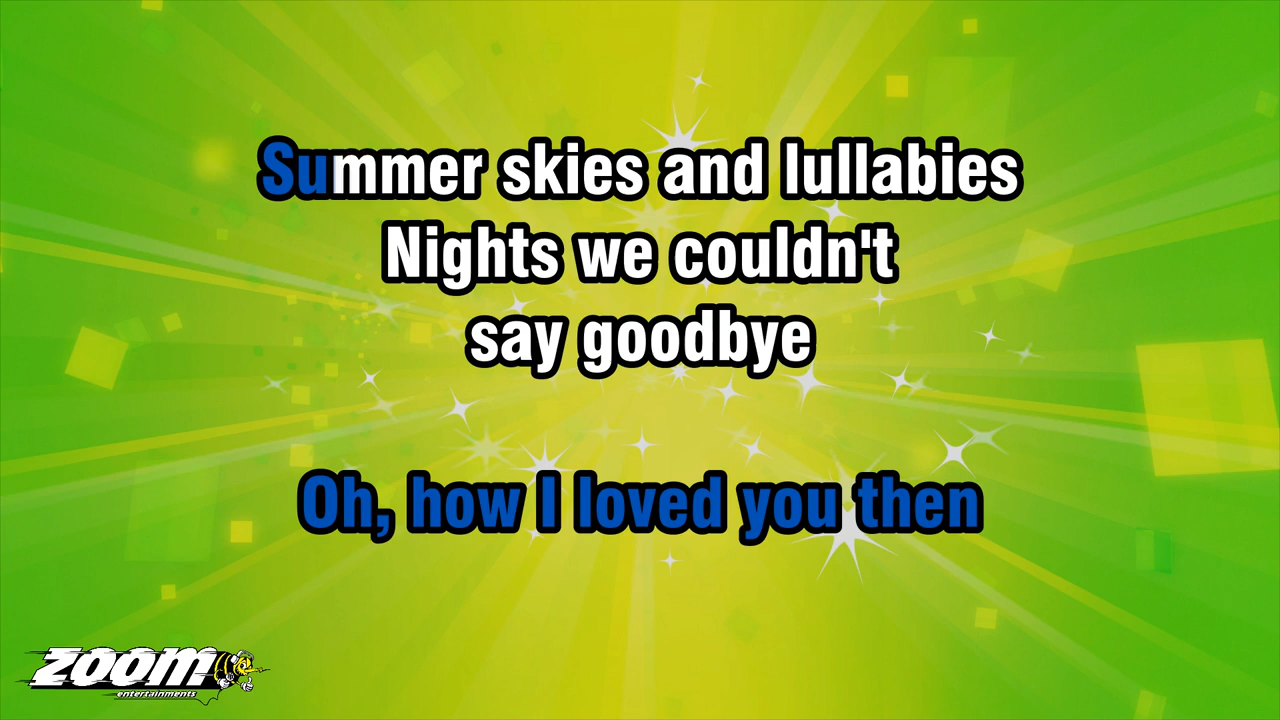 Summer skies and lullabies
Nights we couldn't
say goodbye
Oh, how I loved you then
zoom
entertainments